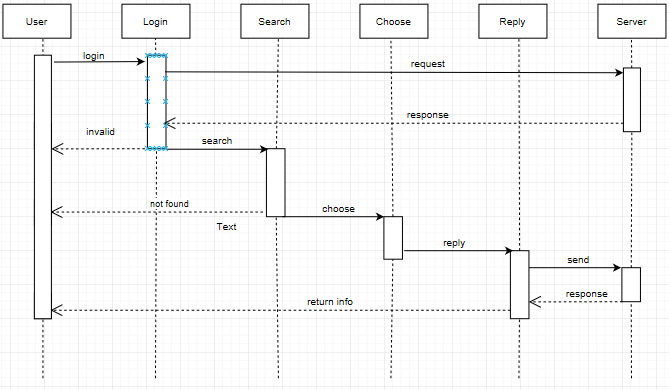 User
Login
Search
Choose
Reply
Server
login
request
response
invalid
search
not found
choose
Text
reply
send
response
return info